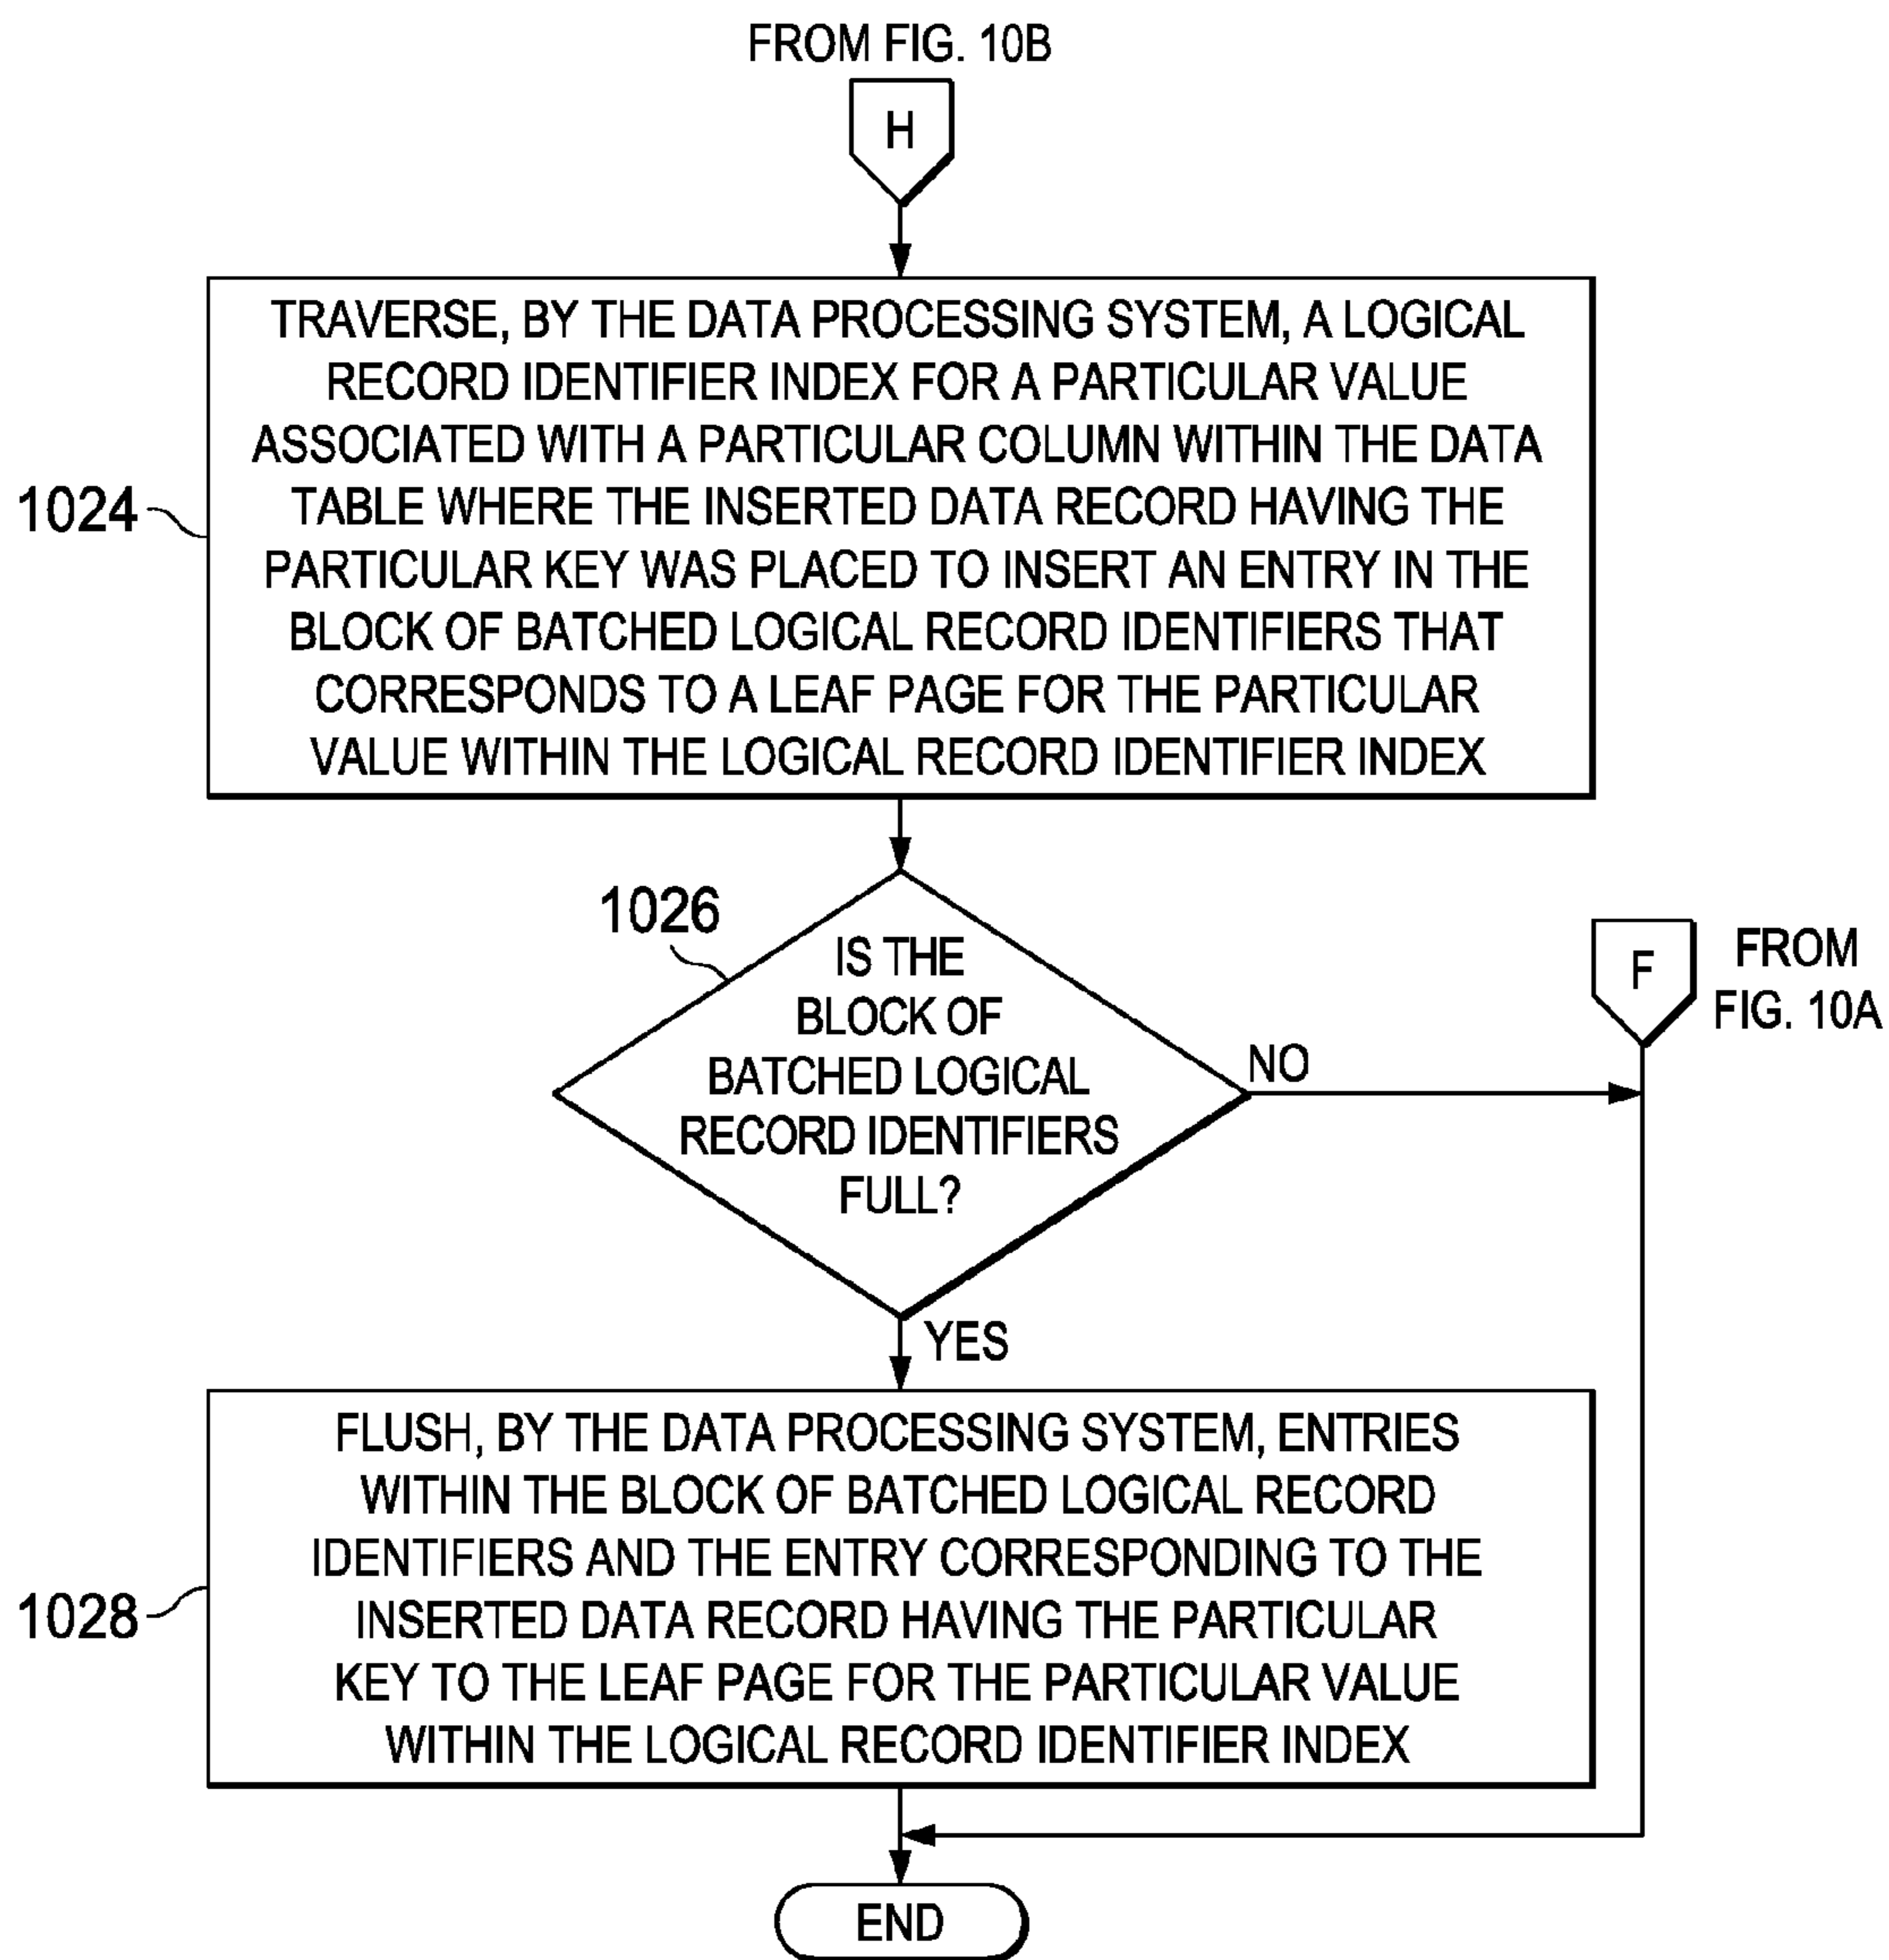 FROM FIG. 10B
H
TRAVERSE, BY THE DATA PROCESSING SYSTEM, A LOGICAL
RECORD IDENTIFIER INDEX FOR A PARTICULAR VALUE
ASSOCIATED WITH A PARTICULAR COLUMN WITHIN THE DATA
TABLE WHERE THE INSERTED DATA RECORD HAVING THE
PARTICULAR KEY WAS PLACED TO INSERT AN ENTRY IN THE
BLOCK OF BATCHED LOGICAL RECORD IDENTIFIERS THAT
CORRESPONDS TO A LEAF PAGE FOR THE PARTICULAR
VALUE WITHIN THE LOGICAL RECORD IDENTIFIER INDEX
1024
1026
IS THE
BLOCK OF
BATCHED LOGICAL
RECORD IDENTIFIERS
FULL?
NO
F
FROM
FIG. 10A
YES
FLUSH, BY THE DATA PROCESSING SYSTEM, ENTRIES
WITHIN THE BLOCK OF BATCHED LOGICAL RECORD
IDENTIFIERS AND THE ENTRY CORRESPONDING TO THE
INSERTED DATA RECORD HAVING THE PARTICULAR
KEY TO THE LEAF PAGE FOR THE PARTICULAR VALUE
WITHIN THE LOGICAL RECORD IDENTIFIER INDEX
1028
END